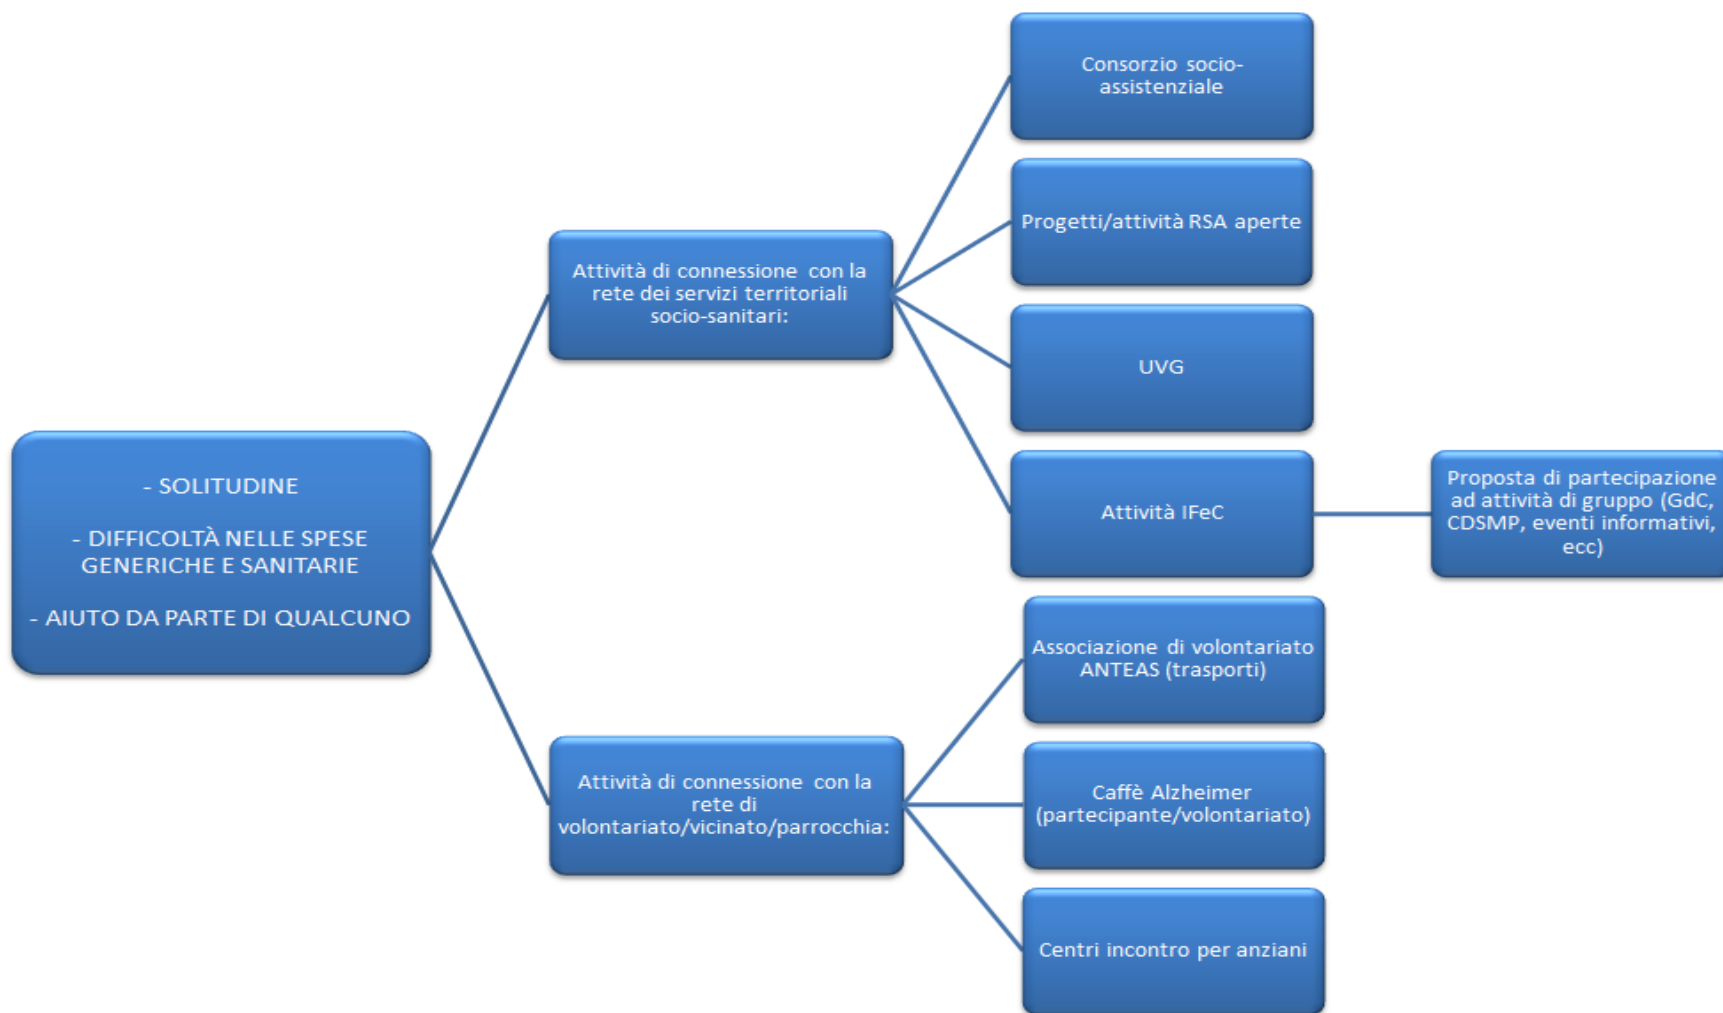 - SOLITUDINE
- DIFFICOLTÀ NELLE SPESE
GENERICHE E SANITARIE
- AIUTO DA PARTE DI QUALCUNO
Attività di connessione con la
rete dei servizi territoriali
socio-sanitari:
Consorzio socio-
assistenziale
Progetti/attività RSA aperte
UVG
Attività IFeC
Proposta di partecipazione
ad attività di gruppo (GdC,
CDSMP, eventi informativi,
ecc)
Attività di connessione con la
rete di
volontariato/vicinato/parrocchia:
Associazione di volontariato
ANTEAS (trasporti)
Caffè Alzheimer
(partecipante/volontariato)
Centri incontro per anziani